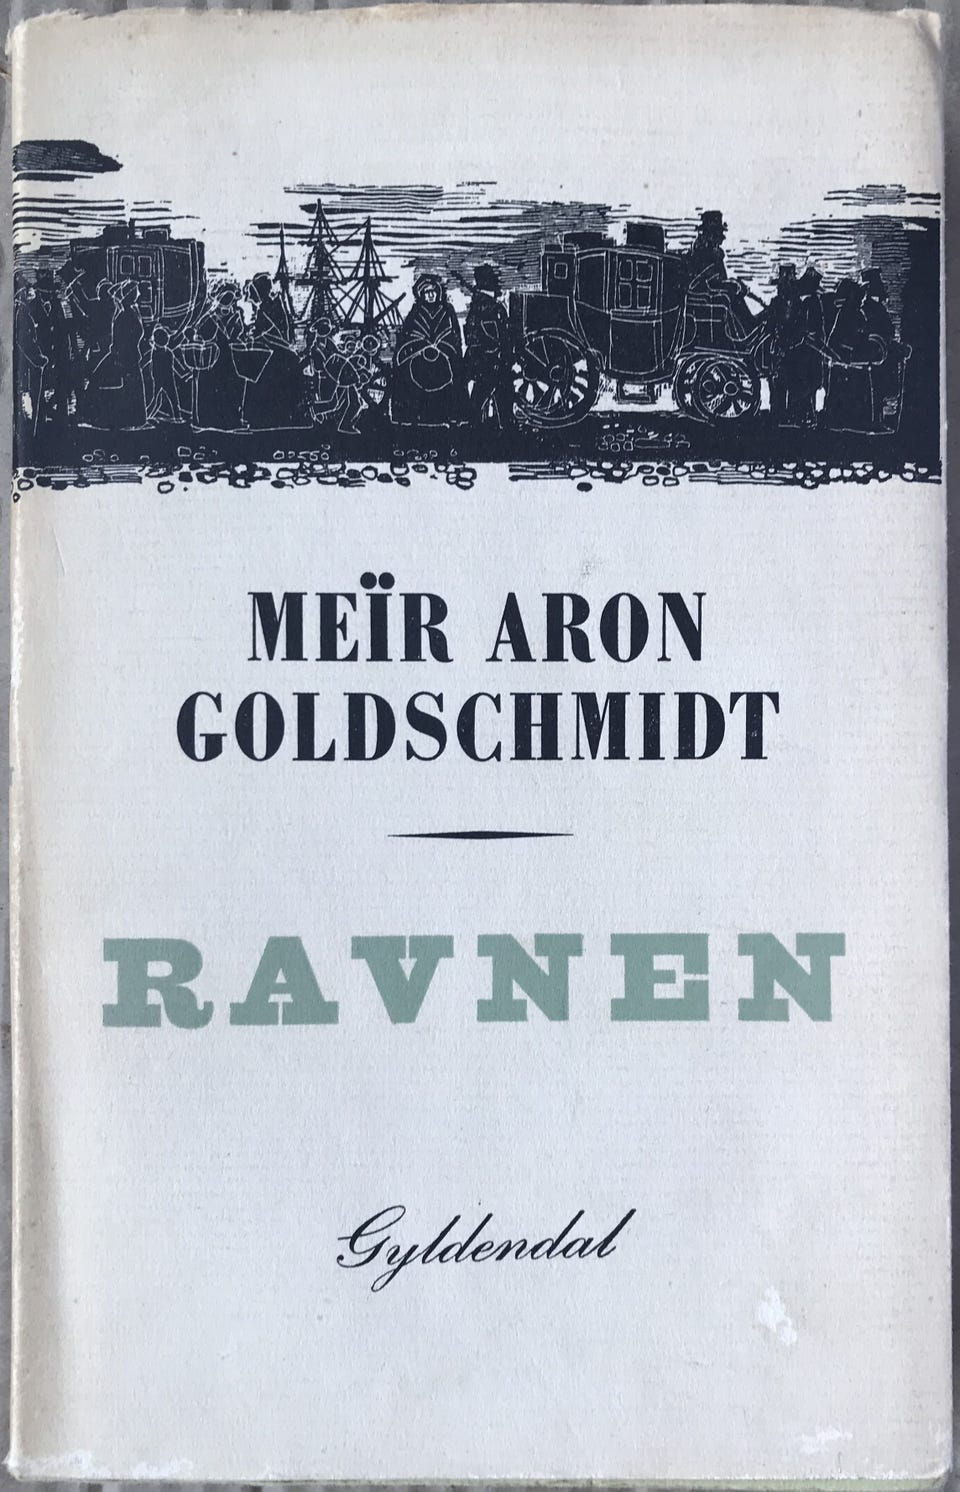 MEÏR ARON
GOLDSCHMIDT
RAVNEN
Gyldendal